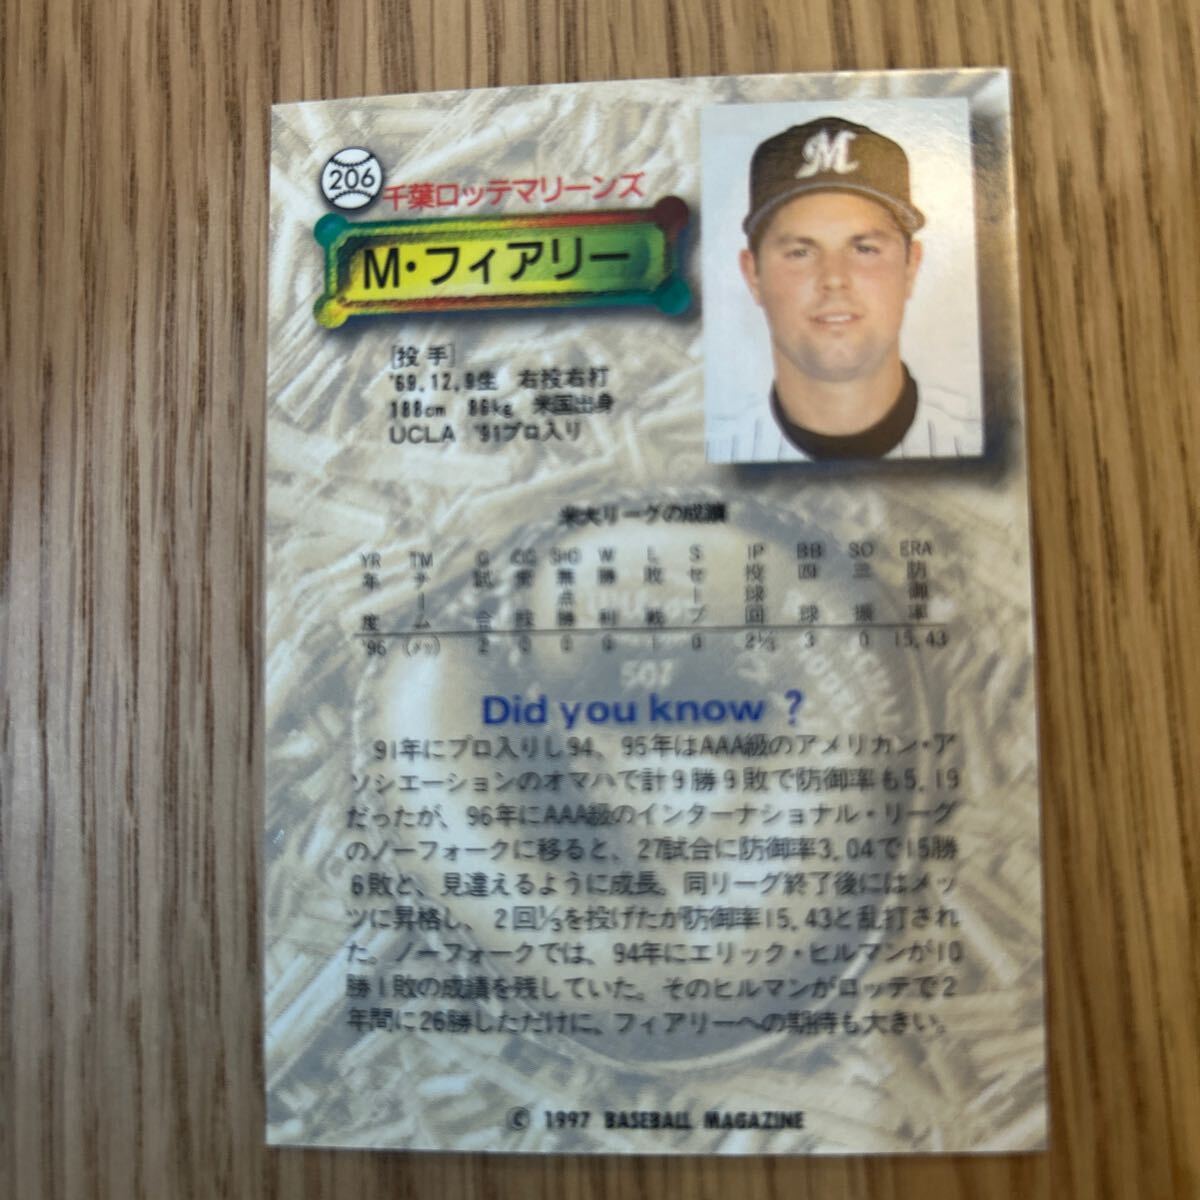 206
千葉ロッテマリーンズ
M・フィアリー
M
[投手]
'69.12.9生 右投右打
188cm 86kg 米国出身
UCLA '91プロ入り
米大リーグの成績
YR TM G CG SHO W L S IP BB SO ERA
年度 チーム 試合 完投 無点勝 勝利 敗戦 セーブ 投球回 四球 三振 防御率
'96 (メッ) 2 0 0 0 1 0 2⅓ 3 0 15.43
Did you know ?
91年にプロ入りし94、95年はAAA級のアメリカン・ア
ソシエーションのオマハで計9勝9敗で防御率も5.19
だったが、96年にAAA級のインターナショナル・リーグ
のノーフォークに移ると、27試合に防御率3.04で15勝
6敗と、見違えるように成長。同リーグ終了後にはメッ
ツに昇格し、2回⅓を投げたが防御率15.43と乱打され
た。ノーフォークでは、94年にエリック・ヒルマンが10
勝1敗の成績を残していた。そのヒルマンがロッテで2
年間に26勝しただけに、フィアリーへの期待も大きい。
© 1997 BASEBALL MAGAZINE